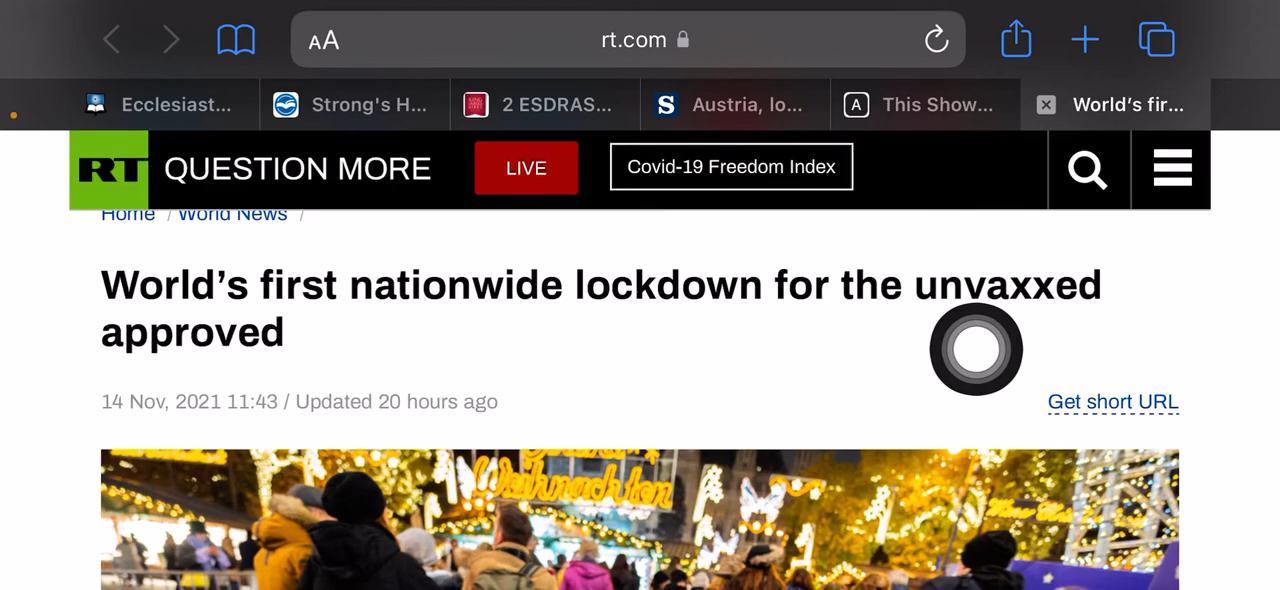 AA rt.com
Ecclesiast... Strong's H... 2 ESDRAS... S Austria, lo... A This Show... World's fir...
RT QUESTION MORE LIVE Covid-19 Freedom Index
Home / World News /
World's first nationwide lockdown for the unvaxxed
approved
14 Nov, 2021 11:43 / Updated 20 hours ago Get short URL
Weihnachten